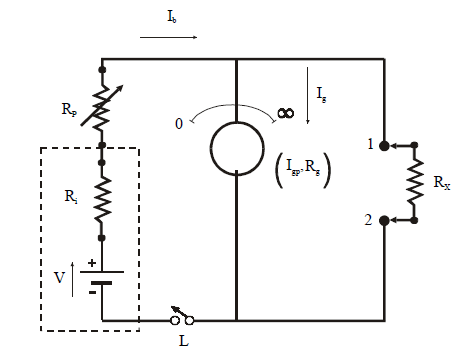 I_b
I_g
R_P
0 ∞
1
(I_gp, R_g)
R_X
R_i
2
+
V
-
L